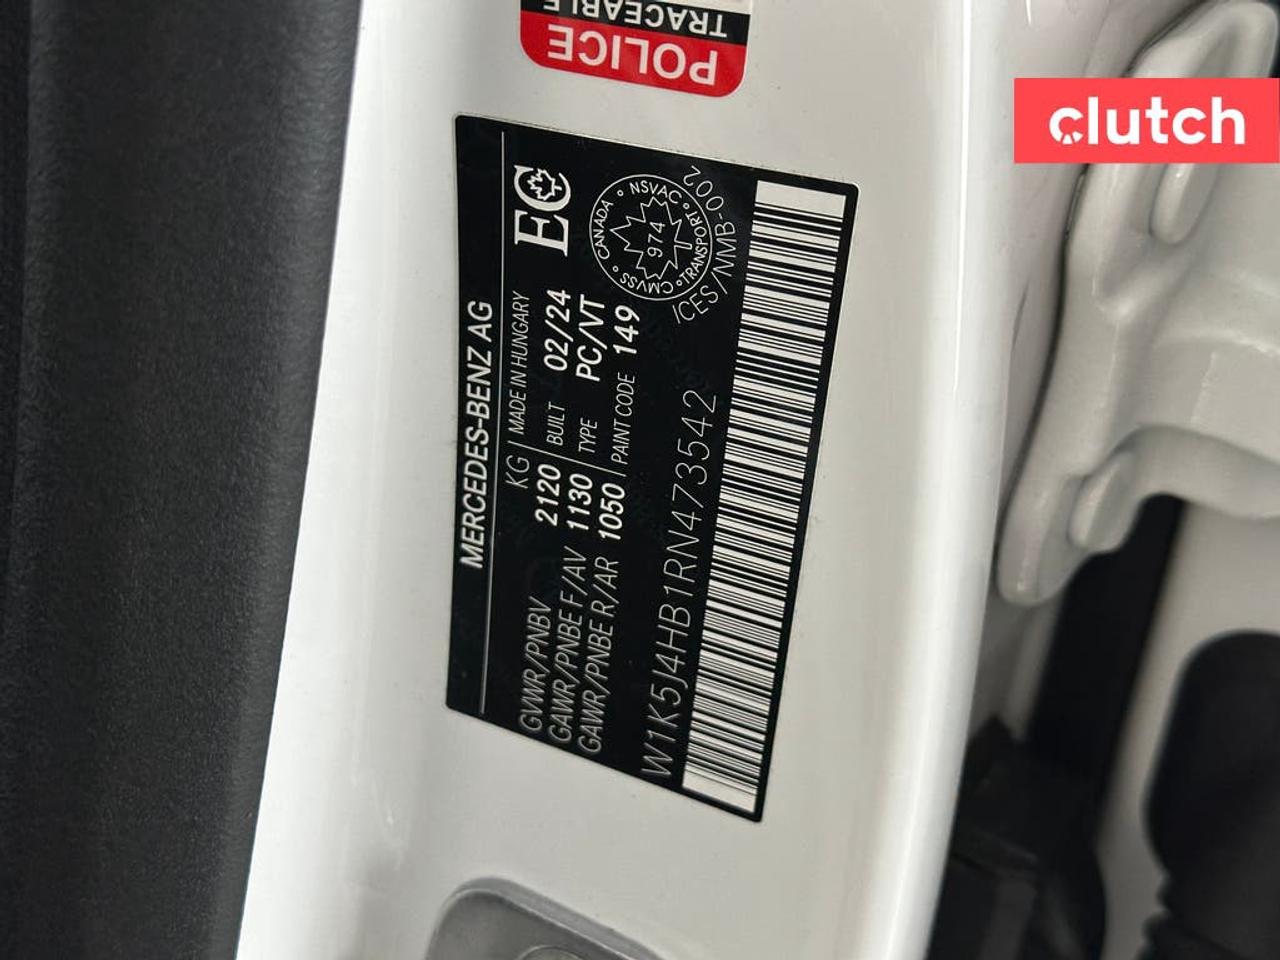 TRACEABLE
POLICE
clutch
MERCEDES-BENZ AG
KG MADE IN HUNGARY
GVWR/PNBV 2120 BUILT 02/24
GAWR/PNBE F/AV 1130 TYPE PC/VT
GAWR/PNBE R/AR 1050 PAINT CODE 149
EC
CANADA · NSVAC
974
CMVSS · TRANSPORT
ICES/NMB-002
W1K5J4HB1RN473542